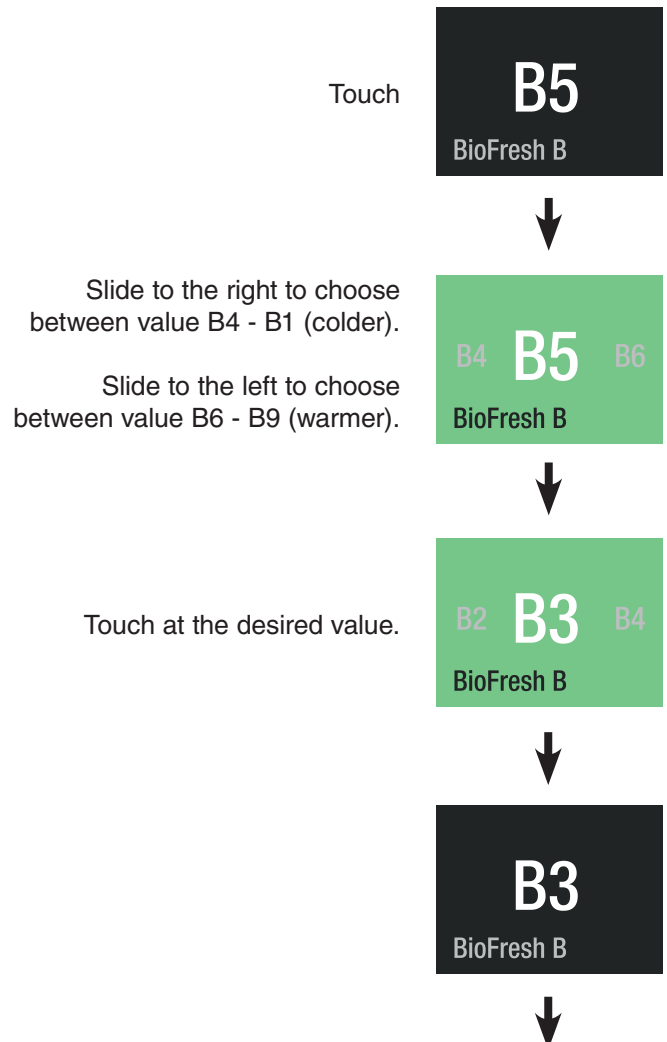 Touch
B5
BioFresh B
Slide to the right to choose
between value B4 - B1 (colder).
Slide to the left to choose
between value B6 - B9 (warmer).
B4 B5 B6
BioFresh B
Touch at the desired value.
B2 B3 B4
BioFresh B
B3
BioFresh B